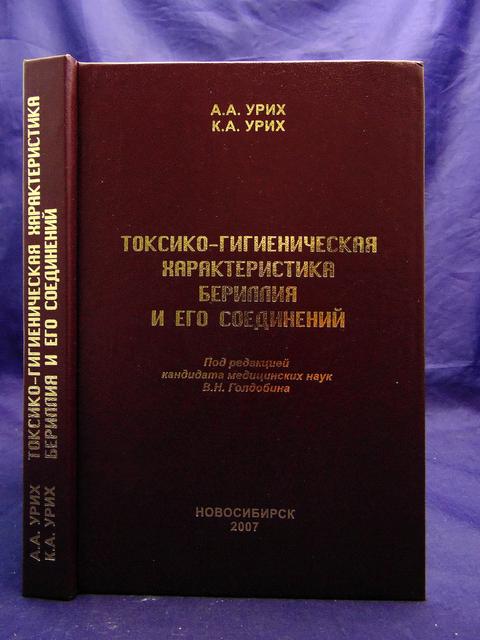 А.А. УРИХ
К.А. УРИХ
ТОКСИКО-ГИГИЕНИЧЕСКАЯ
ХАРАКТЕРИСТИКА
БЕРИЛЛИЯ
И ЕГО СОЕДИНЕНИЙ
Под редакцией
кандидата медицинских наук
В.Н. Голдобина
НОВОСИБИРСК
2007
А.А. УРИХ ТОКСИКО-ГИГИЕНИЧЕСКАЯ ХАРАКТЕРИСТИКА
К.А. УРИХ БЕРИЛЛИЯ И ЕГО СОЕДИНЕНИЙ